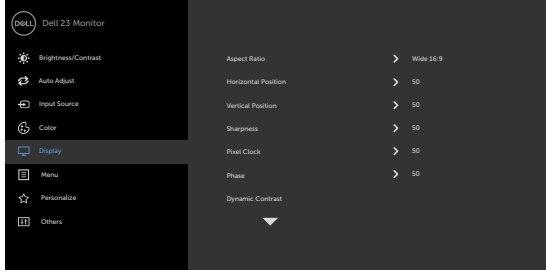 DELL Dell 23 Monitor
Brightness/Contrast
Auto Adjust
Input Source
Color
Display
Menu
Personalize
Others
Aspect Ratio Wide 16:9
Horizontal Position 50
Vertical Position 50
Sharpness 50
Pixel Clock 50
Phase 50
Dynamic Contrast